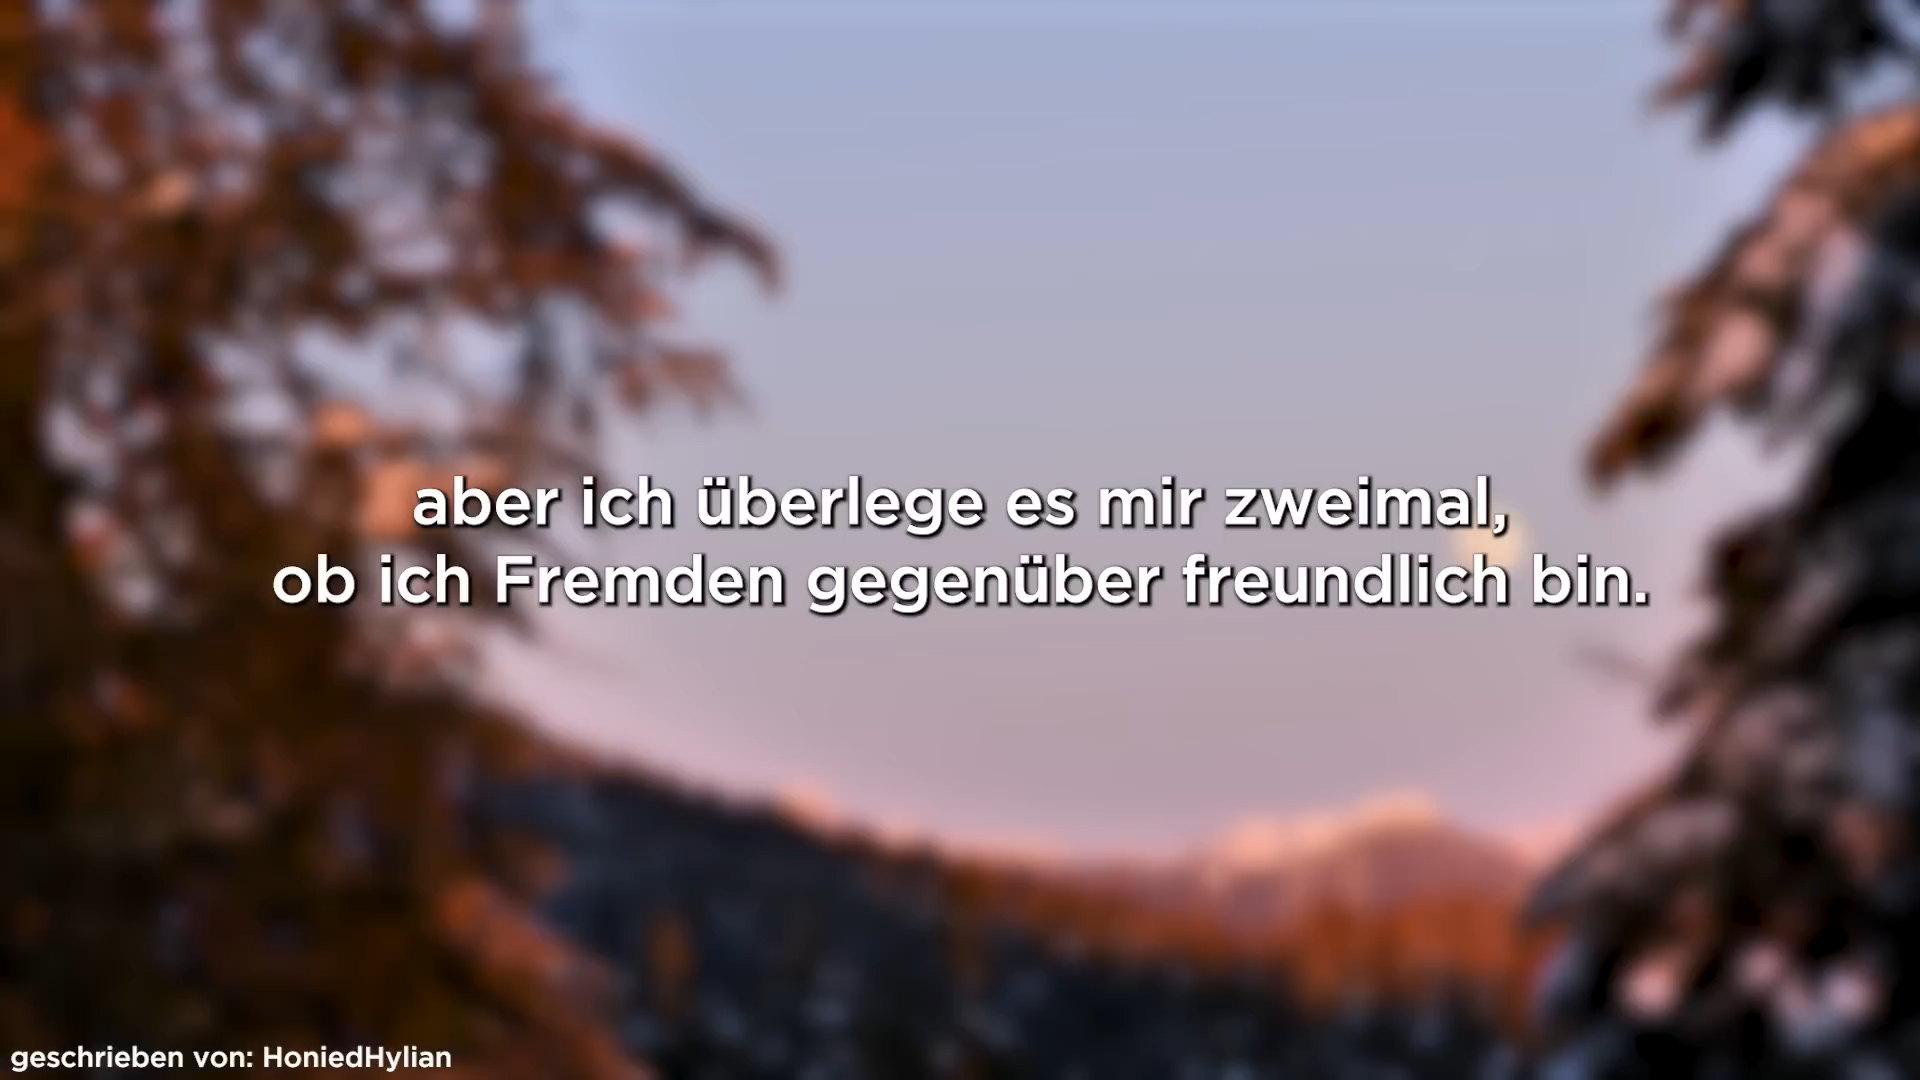 aber ich überlege es mir zweimal,
ob ich Fremden gegenüber freundlich bin.
geschrieben von: HoniedHylian